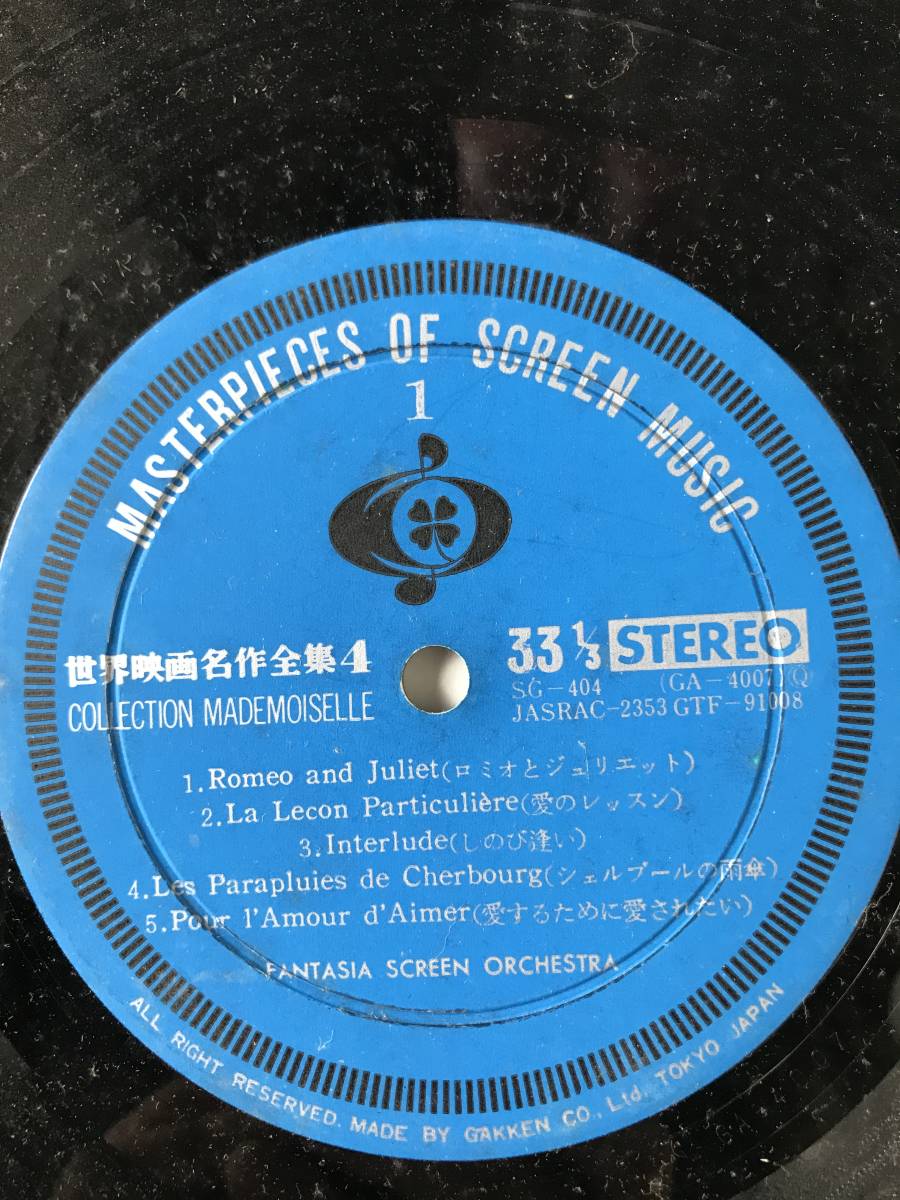 MASTERPIECES OF SCREEN MUSIC
1
世界映画名作全集4
COLLECTION MADEMOISELLE
33 1/3 STEREO
SG-404 (GA-4007)Q
JASRAC-2353 GTF-91008
1.Romeo and Juliet(ロミオとジュリエット)
2.La Lecon Particulière(愛のレッスン)
3.Interlude(しのび逢い)
4.Les Parapluies de Cherbourg(シェルブールの雨傘)
5.Pour l'Amour d'Aimer(愛するために愛されたい)
FANTASIA SCREEN ORCHESTRA
ALL RIGHT RESERVED. MADE BY GAKKEN CO., Ltd. TOKYO JAPAN